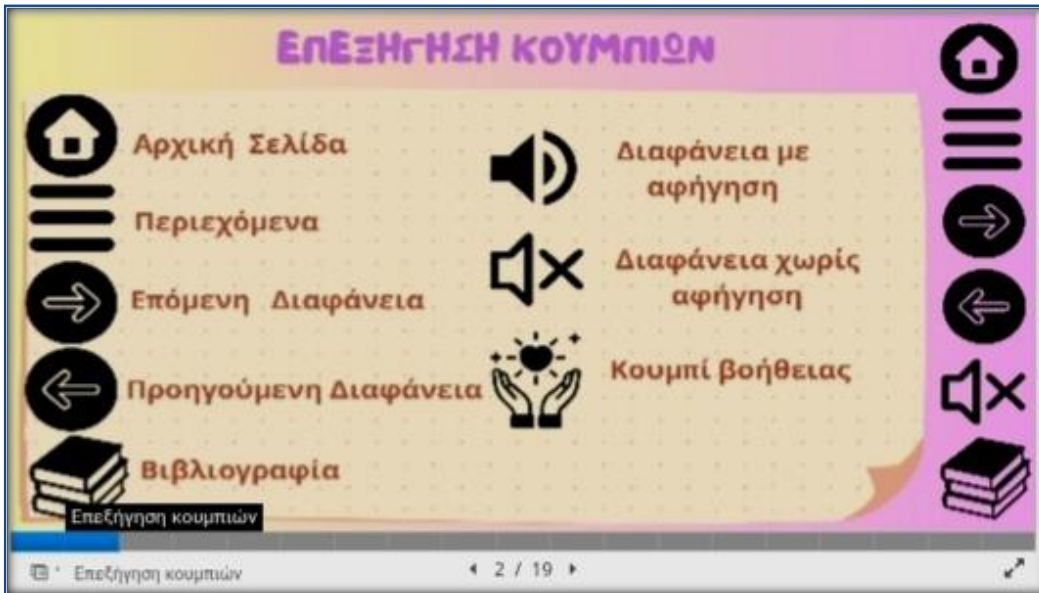 ΕΠΕΞΗΓΗΣΗ ΚΟΥΜΠΙΩΝ
Αρχική Σελίδα
Περιεχόμενα
Επόμενη Διαφάνεια
Προηγούμενη Διαφάνεια
Βιβλιογραφία
Διαφάνεια με
αφήγηση
Διαφάνεια χωρίς
αφήγηση
Κουμπί βοήθειας
Επεξήγηση κουμπιών
Επεξήγηση κουμπιών
2 / 19